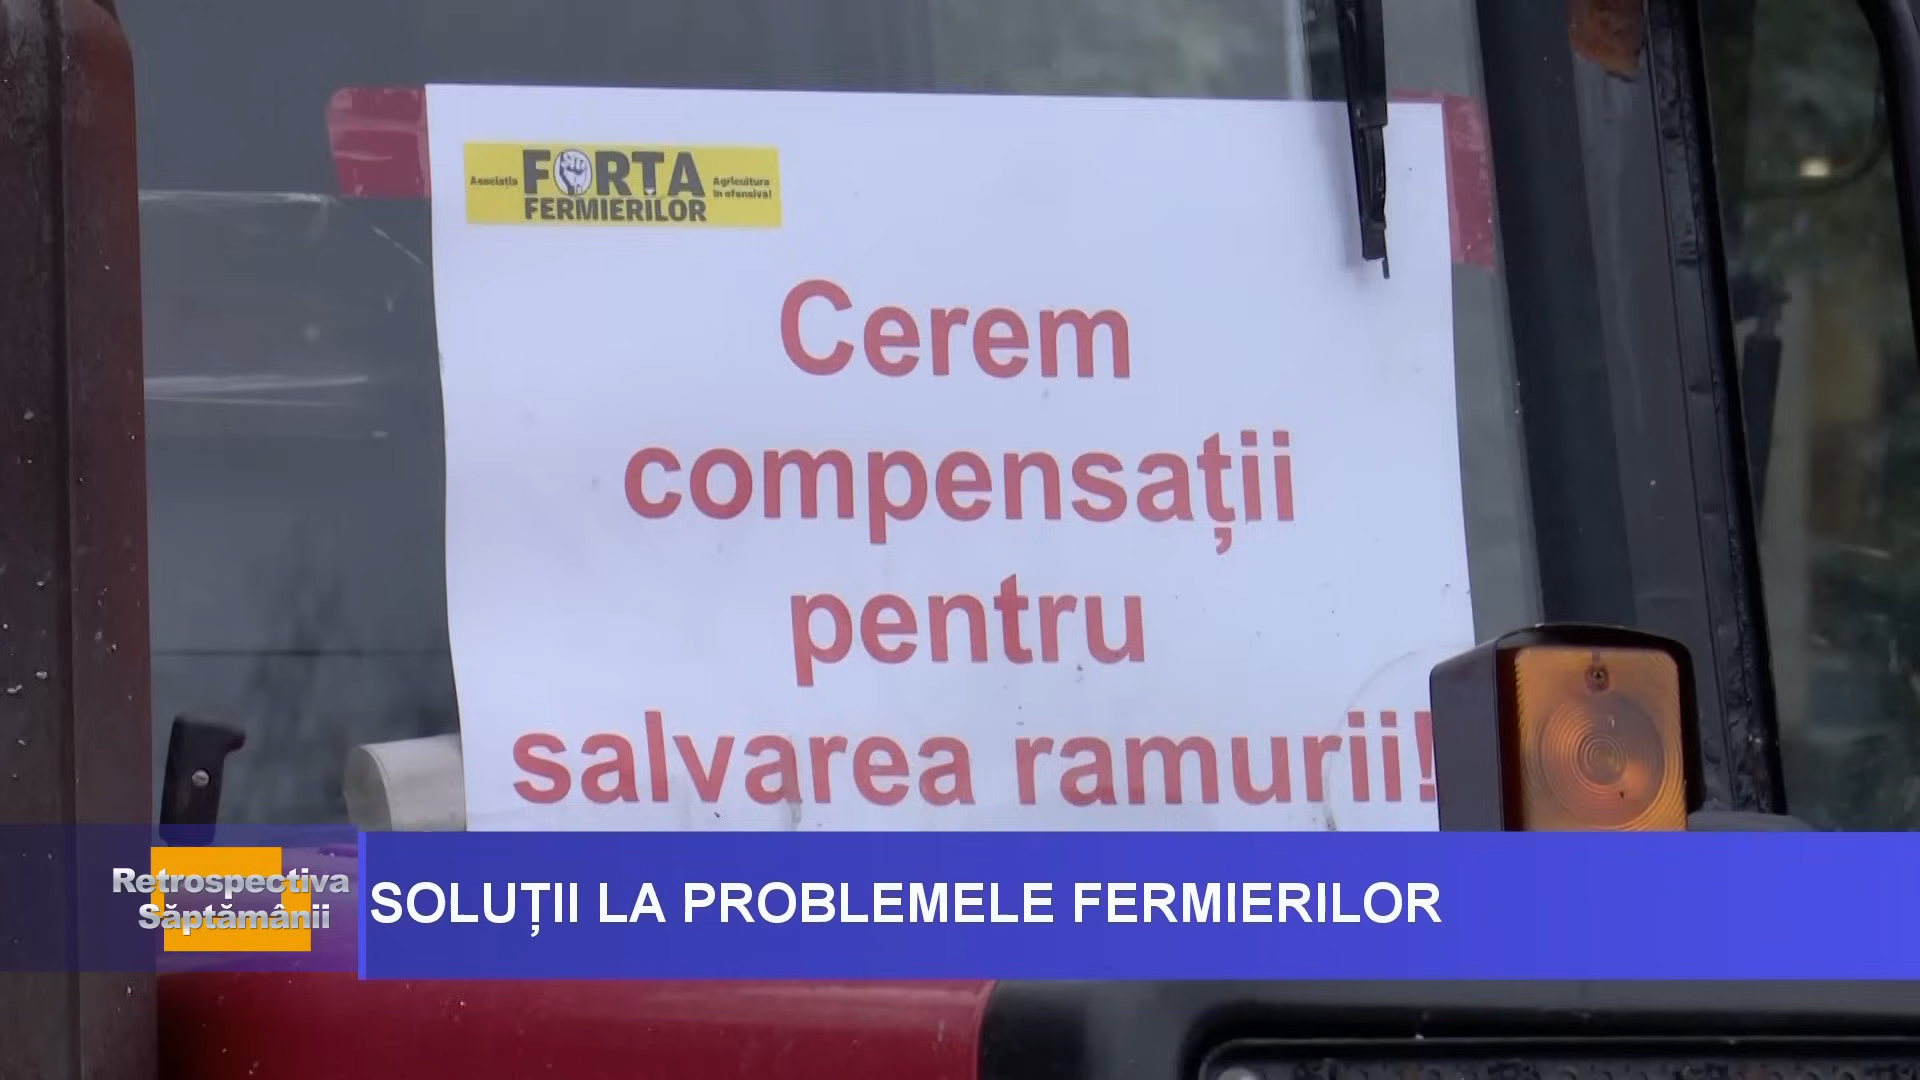 Asociația
FORȚA
FERMIERILOR
Agricultura
în ofensivă!
Cerem
compensații
pentru
salvarea ramurii!
Retrospectiva
Săptămânii
SOLUȚII LA PROBLEMELE FERMIERILOR